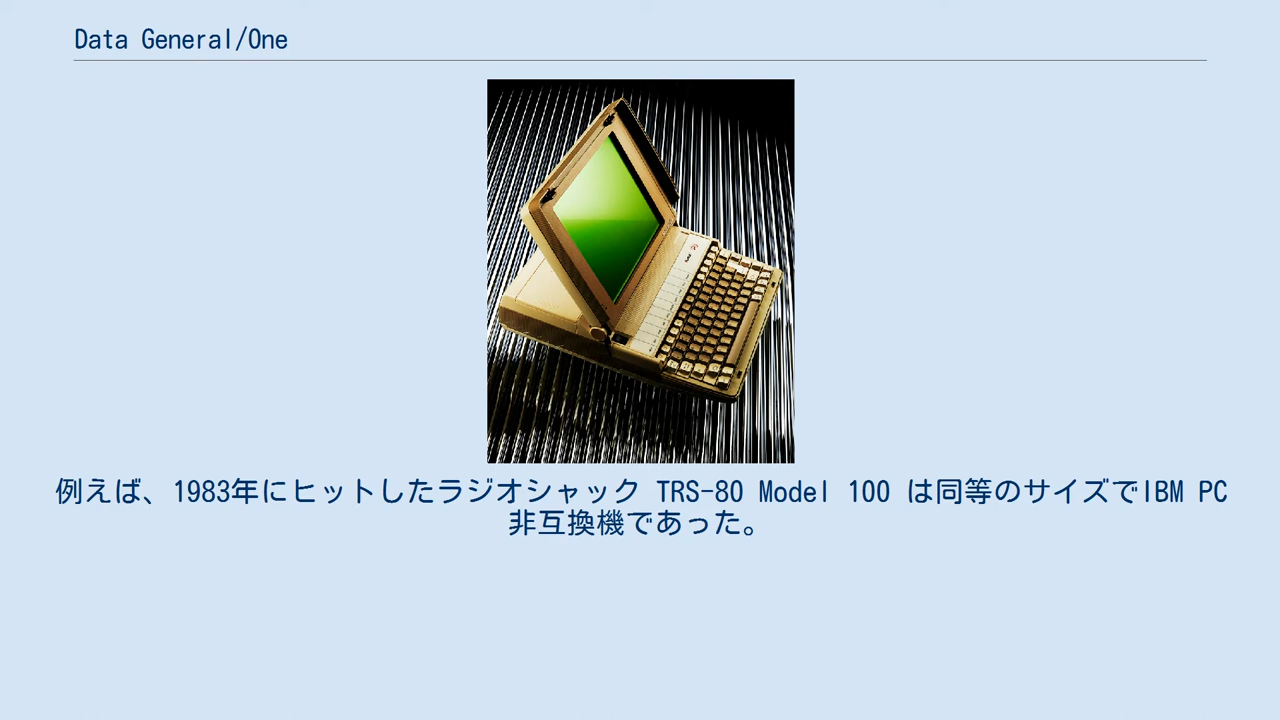 Data General/One
例えば、1983年にヒットしたラジオシャック TRS-80 Model 100 は同等のサイズでIBM PC
非互換機であった。